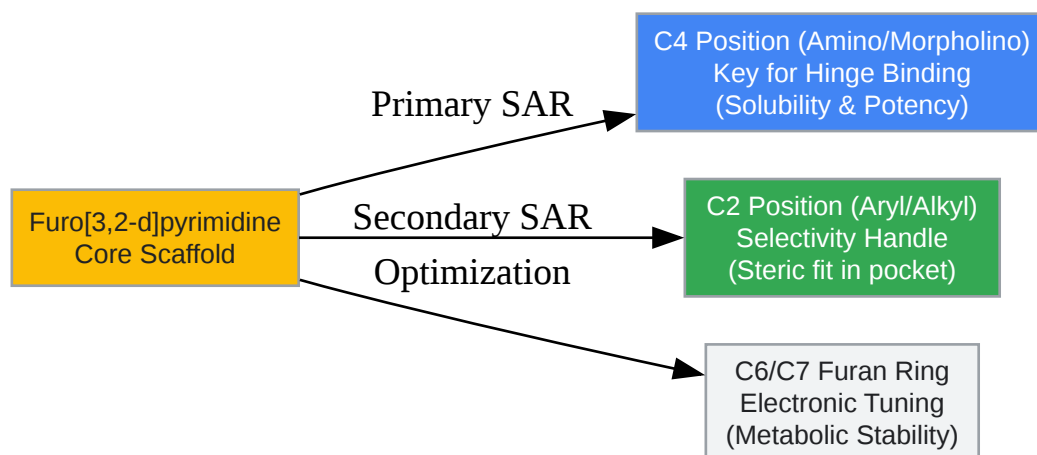 C4 Position (Amino/Morpholino)
Key for Hinge Binding
(Solubility & Potency)
Primary SAR
Furo[3,2-d]pyrimidine
Core Scaffold
Secondary SAR
C2 Position (Aryl/Alkyl)
Selectivity Handle
(Steric fit in pocket)
Optimization
C6/C7 Furan Ring
Electronic Tuning
(Metabolic Stability)